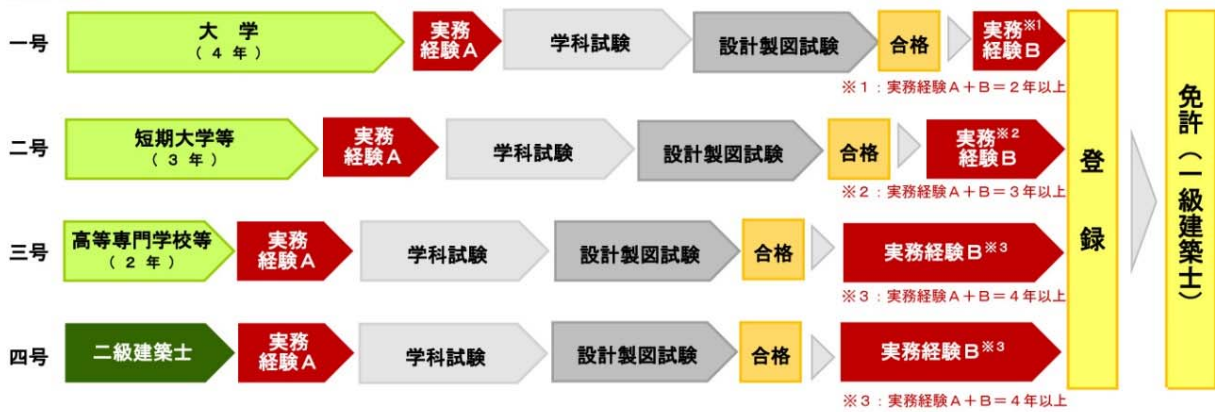 一号
大 学
（ 4 年 ）
実務
経験A
学科試験
設計製図試験
合格
実務※1
経験B
※1：実務経験A＋B＝2年以上
二号
短期大学等
（ 3 年 ）
実務
経験A
学科試験
設計製図試験
合格
実務※2
経験B
※2：実務経験A＋B＝3年以上
三号
高等専門学校等
（ 2 年 ）
実務
経験A
学科試験
設計製図試験
合格
実務経験B※3
※3：実務経験A＋B＝4年以上
四号
二級建築士
実務
経験A
学科試験
設計製図試験
合格
実務経験B※3
※3：実務経験A＋B＝4年以上
登録
免許（一級建築士）